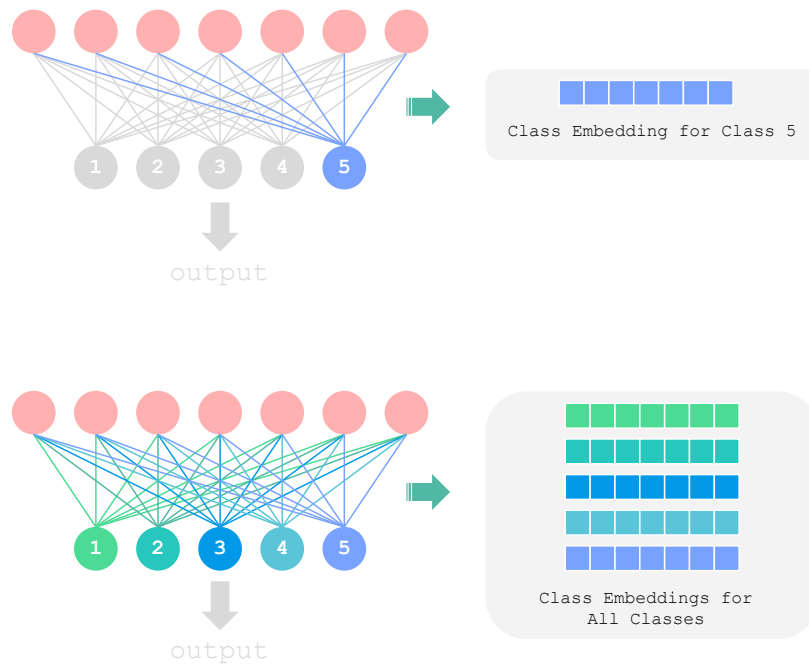 1 2 3 4 5
output
Class Embedding for Class 5
1 2 3 4 5
output
Class Embeddings for
All Classes